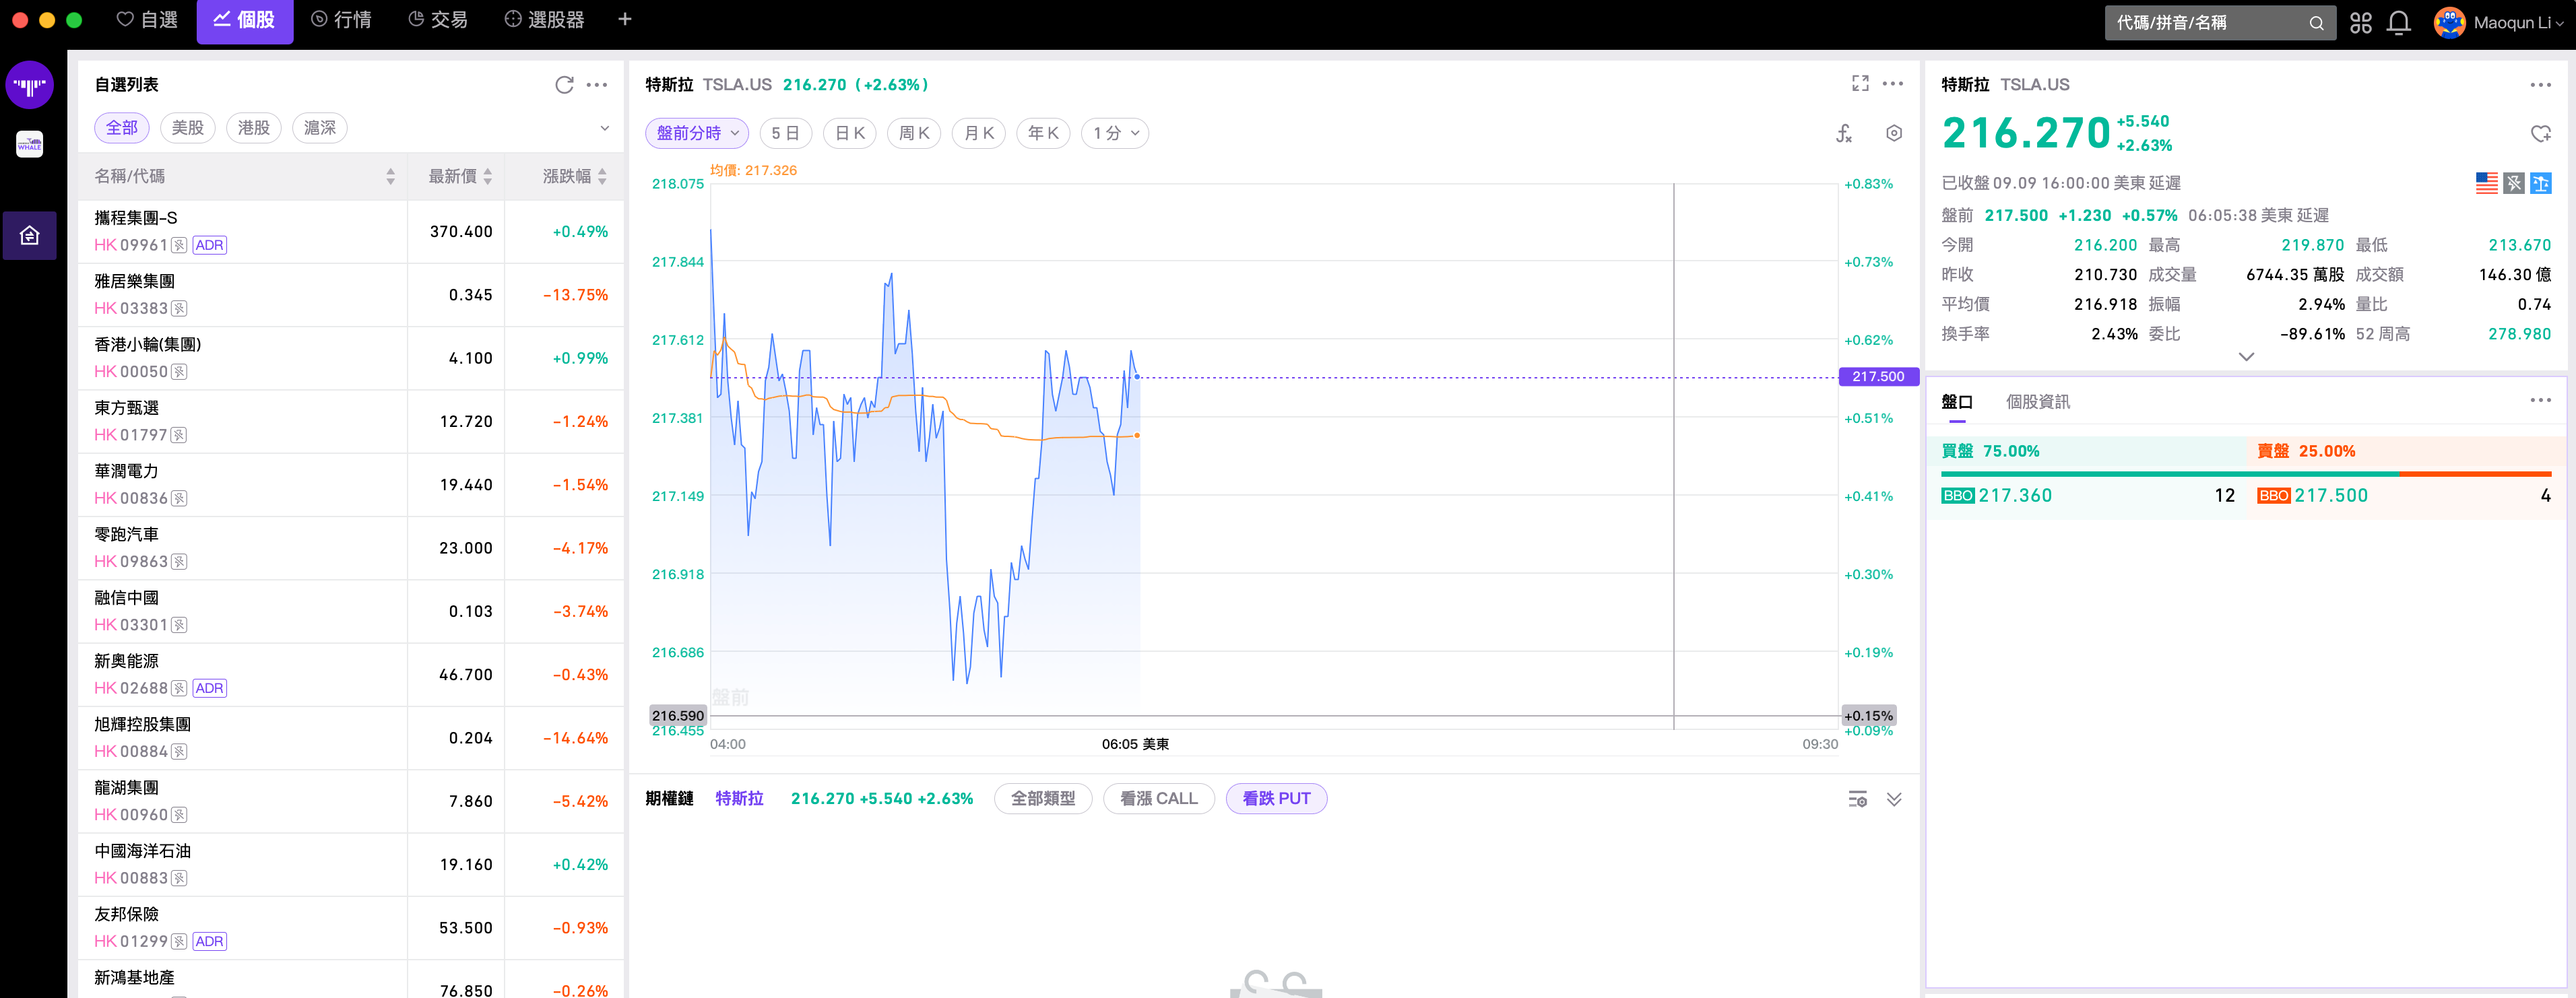 自選 個股 行情 交易 選股器 +
代碼/拼音/名稱
Maoqun Li
WHALE
自選列表
全部 美股 港股 滬深
名稱/代碼 最新價 漲跌幅
攜程集團-S
HK 09961 ADR 370.400 +0.49%
雅居樂集團
HK 03383 0.345 -13.75%
香港小輪(集團)
HK 00050 4.100 +0.99%
東方甄選
HK 01797 12.720 -1.24%
華潤電力
HK 00836 19.440 -1.54%
零跑汽車
HK 09863 23.000 -4.17%
融信中國
HK 03301 0.103 -3.74%
新奧能源
HK 02688 ADR 46.700 -0.43%
旭輝控股集團
HK 00884 0.204 -14.64%
龍湖集團
HK 00960 7.860 -5.42%
中國海洋石油
HK 00883 19.160 +0.42%
友邦保險
HK 01299 ADR 53.500 -0.93%
新鴻基地產
76.850 -0.26%
特斯拉 TSLA.US 216.270 (+2.63%)
盤前分時 5 日 日 K 周 K 月 K 年 K 1 分
均價: 217.326
218.075 +0.83%
217.844 +0.73%
217.612 +0.62%
217.500
217.381 +0.51%
217.149 +0.41%
216.918 +0.30%
216.686 +0.19%
盤前
216.590 +0.15%
216.455 +0.09%
04:00 06:05 美東 09:30
期權鏈 特斯拉 216.270 +5.540 +2.63% 全部類型 看漲 CALL 看跌 PUT
特斯拉 TSLA.US
216.270 +5.540
+2.63%
已收盤 09.09 16:00:00 美東 延遲
盤前 217.500 +1.230 +0.57% 06:05:38 美東 延遲
今開 216.200 最高 219.870 最低 213.670
昨收 210.730 成交量 6744.35 萬股 成交額 146.30 億
平均價 216.918 振幅 2.94% 量比 0.74
換手率 2.43% 委比 -89.61% 52 周高 278.980
盤口 個股資訊
買盤 75.00% 賣盤 25.00%
BBO 217.360 12 BBO 217.500 4